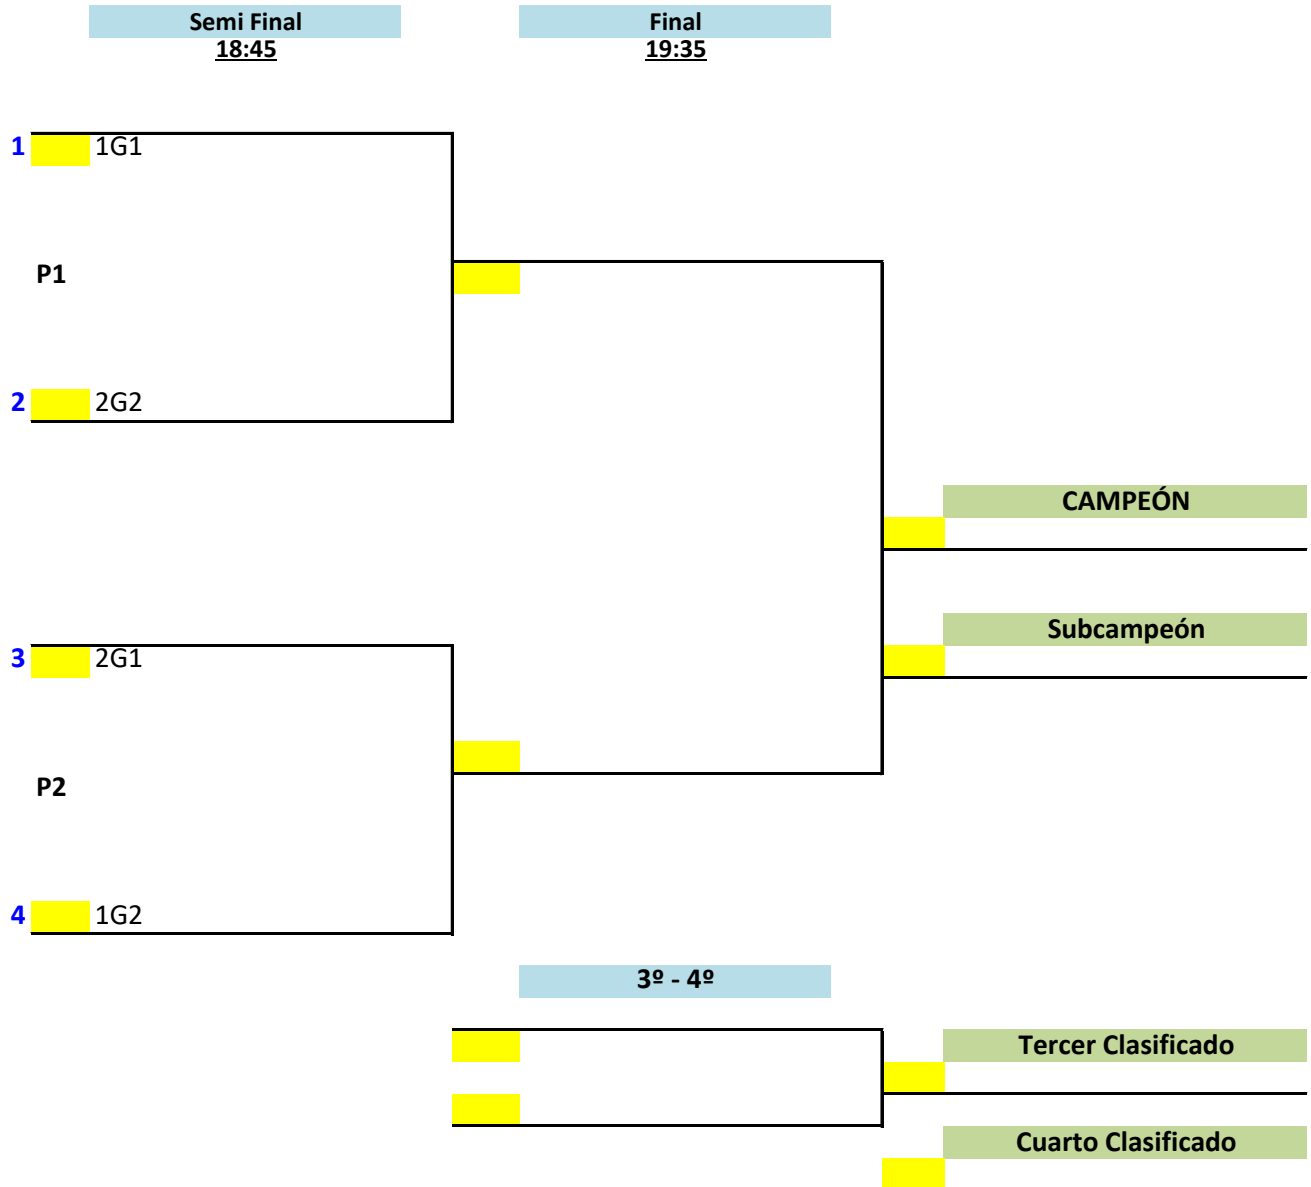 Semi Final
18:45
Final
19:35
1 1G1
P1
2 2G2
CAMPEÓN
Subcampeón
3 2G1
P2
4 1G2
3º - 4º
Tercer Clasificado
Cuarto Clasificado